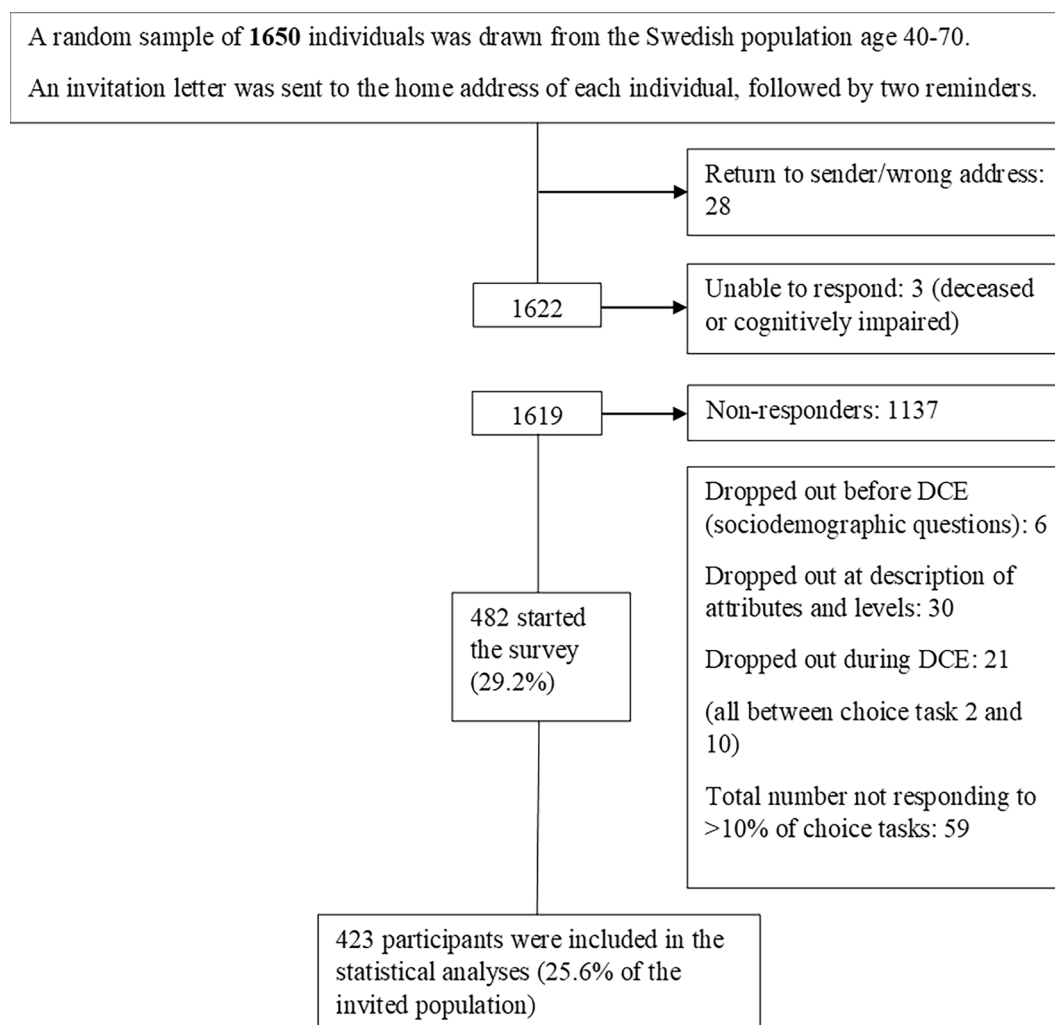 A random sample of 1650 individuals was drawn from the Swedish population age 40-70.
An invitation letter was sent to the home address of each individual, followed by two reminders.
Return to sender/wrong address:
28
1622
Unable to respond: 3 (deceased
or cognitively impaired)
1619
Non-responders: 1137
Dropped out before DCE
(sociodemographic questions): 6
Dropped out at description of
attributes and levels: 30
Dropped out during DCE: 21
(all between choice task 2 and
10)
Total number not responding to
>10% of choice tasks: 59
482 started
the survey
(29.2%)
423 participants were included in the
statistical analyses (25.6% of the
invited population)